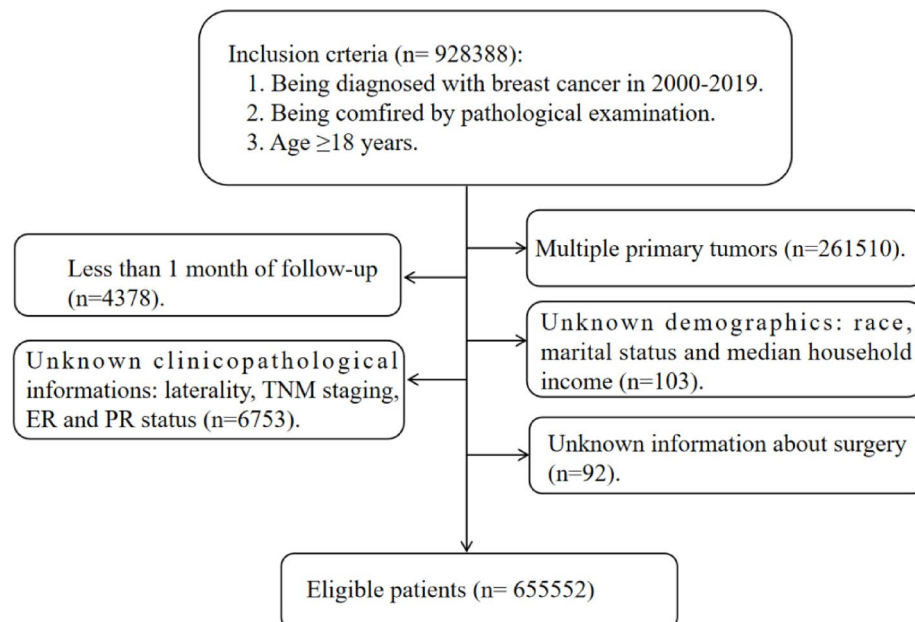 Inclusion crteria (n= 928388):
1. Being diagnosed with breast cancer in 2000-2019.
2. Being comfired by pathological examination.
3. Age ≥18 years.
Multiple primary tumors (n=261510).
Less than 1 month of follow-up
(n=4378).
Unknown demographics: race,
marital status and median household
income (n=103).
Unknown clinicopathological
informations: laterality, TNM staging,
ER and PR status (n=6753).
Unknown information about surgery
(n=92).
Eligible patients (n= 655552)